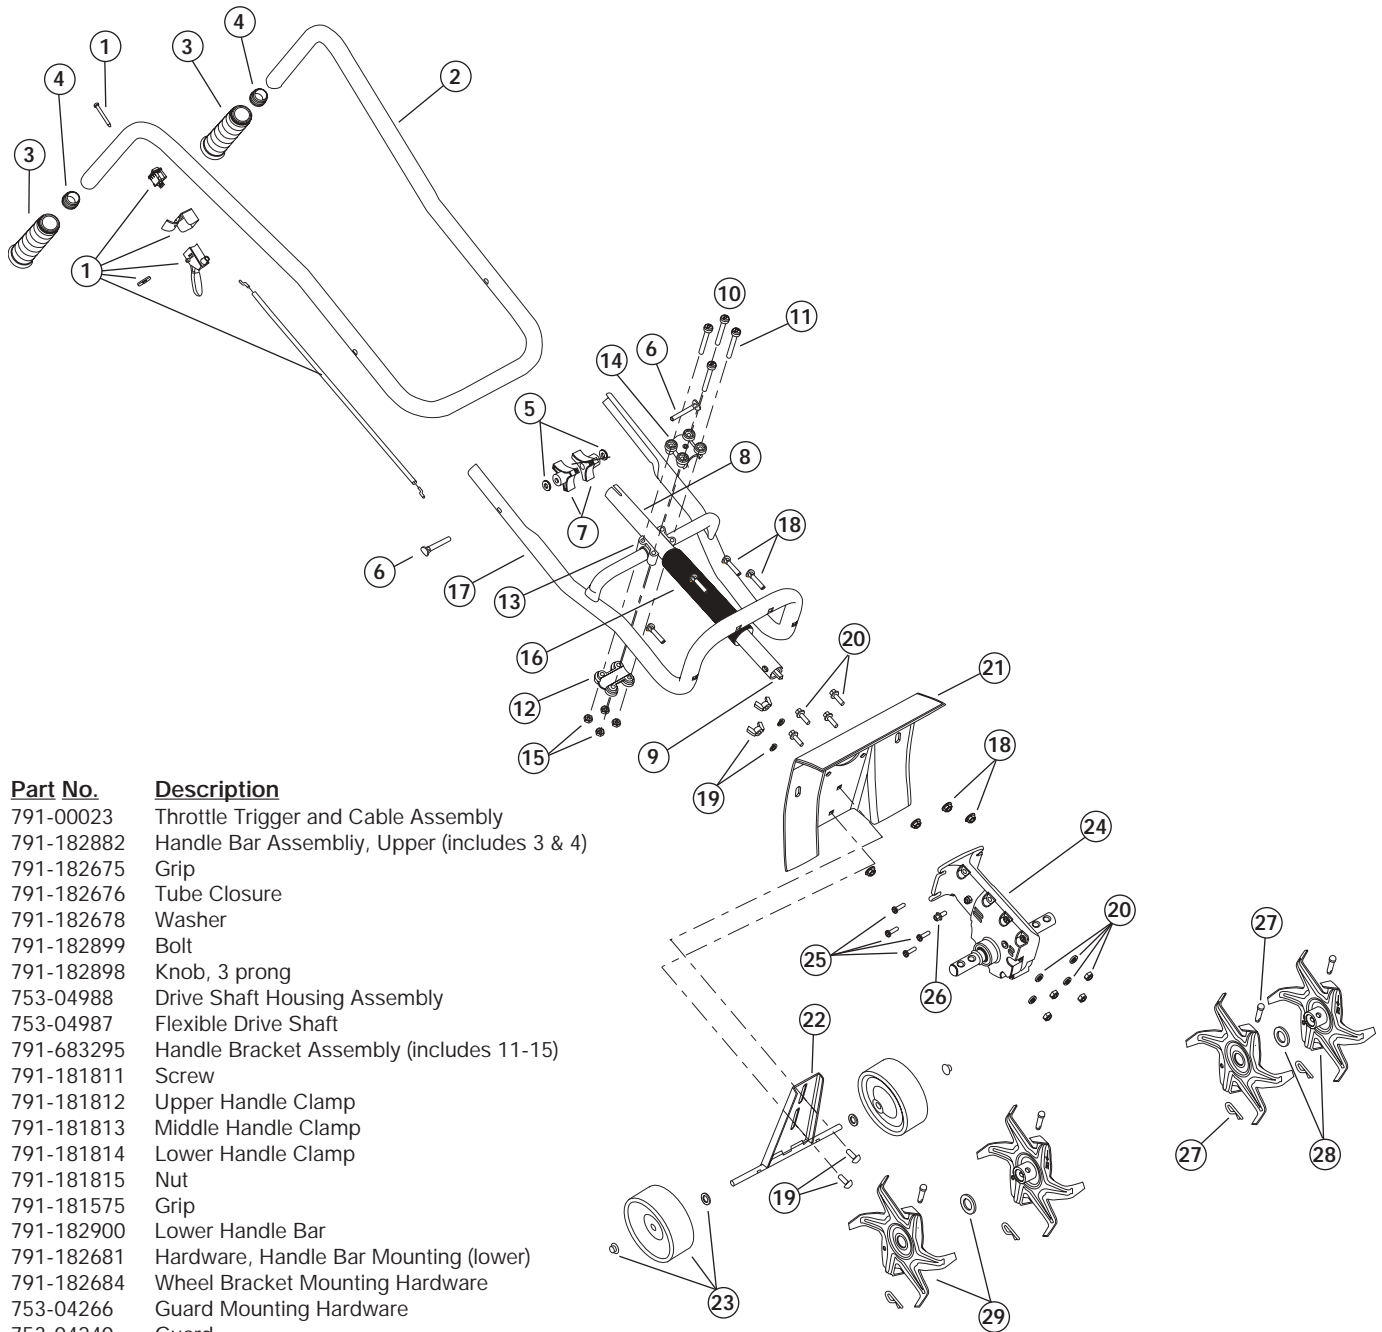 4
1
3
4
2
3
1
10
11
6
14
5
8
7
18
6
17
13
16
20
21
12
15
9
19
18
24
20
27
25
26
22
27
28
19
23
29
Part No. Description
791-00023 Throttle Trigger and Cable Assembly
791-182882 Handle Bar Assembliy, Upper (includes 3 & 4)
791-182675 Grip
791-182676 Tube Closure
791-182678 Washer
791-182899 Bolt
791-182898 Knob, 3 prong
753-04988 Drive Shaft Housing Assembly
753-04987 Flexible Drive Shaft
791-683295 Handle Bracket Assembly (includes 11-15)
791-181811 Screw
791-181812 Upper Handle Clamp
791-181813 Middle Handle Clamp
791-181814 Lower Handle Clamp
791-181815 Nut
791-181575 Grip
791-182900 Lower Handle Bar
791-182681 Hardware, Handle Bar Mounting (lower)
791-182684 Wheel Bracket Mounting Hardware
753-04266 Guard Mounting Hardware